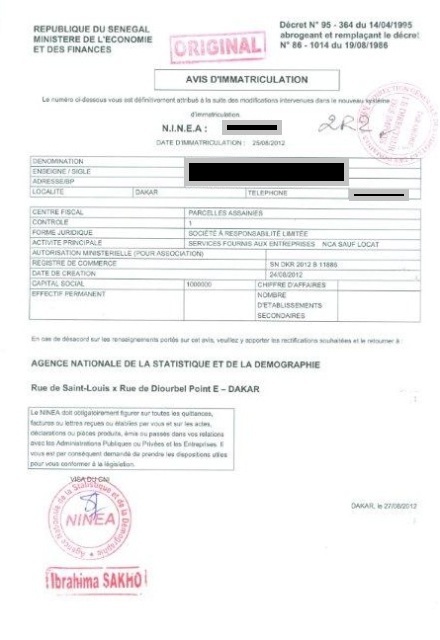 REPUBLIQUE DU SENEGAL
MINISTERE DE L'ECONOMIE
ET DES FINANCES
ORIGINAL
Décret N° 95 - 364 du 14/04/1995
abrogeant et remplaçant le décret
N° 86 - 1014 du 19/08/1986
AVIS D'IMMATRICULATION
Le numéro ci-dessous vous est définitivement attribué à la suite des modifications intervenues dans le nouveau système
d'immatriculation.
N.I.N.E.A :
2R2
DATE D'IMMATRICULATION : 25/08/2012
DENOMINATION
ENSEIGNE / SIGLE
ADRESSE/BP
LOCALITE DAKAR TELEPHONE
CENTRE FISCAL PARCELLES ASSAINIES
CONTROLE 1
FORME JURIDIQUE SOCIÉTÉ À RESPONSABILITÉ LIMITÉE
ACTIVITE PRINCIPALE SERVICES FOURNIS AUX ENTREPRISES NCA SAUF LOCAT
AUTORISATION MINISTERIELLE (POUR ASSOCIATION)
REGISTRE DE COMMERCE SN DKR 2012 B 11886
DATE DE CREATION 24/08/2012
CAPITAL SOCIAL 1000000 CHIFFRE D'AFFAIRES
EFFECTIF PERMANENT NOMBRE
D'ETABLISSEMENTS
SECONDAIRES
En cas de désaccord sur les renseignements portés sur cet avis, veuillez y apporter les rectifications souhaitées et le retourner à :
AGENCE NATIONALE DE LA STATISTIQUE ET DE LA DEMOGRAPHIE
Rue de Saint-Louis x Rue de Diourbel Point E – DAKAR
Le NINEA doit obligatoirement figurer sur toutes les quittances,
factures ou lettres reçues ou établies par vous et sur les actes,
déclarations ou pièces produits, émis ou passés dans vos relations
avec les Administrations Publiques ou Privées et les Entreprises. Il
vous est par conséquent demandé de prendre les dispositions utiles
pour vous conformer à la législation.
VISA DU CNI
Agence Nationale de la Statistique et de la Démographie
NINEA
DAKAR, le 27/08/2012
Ibrahima SAKHO